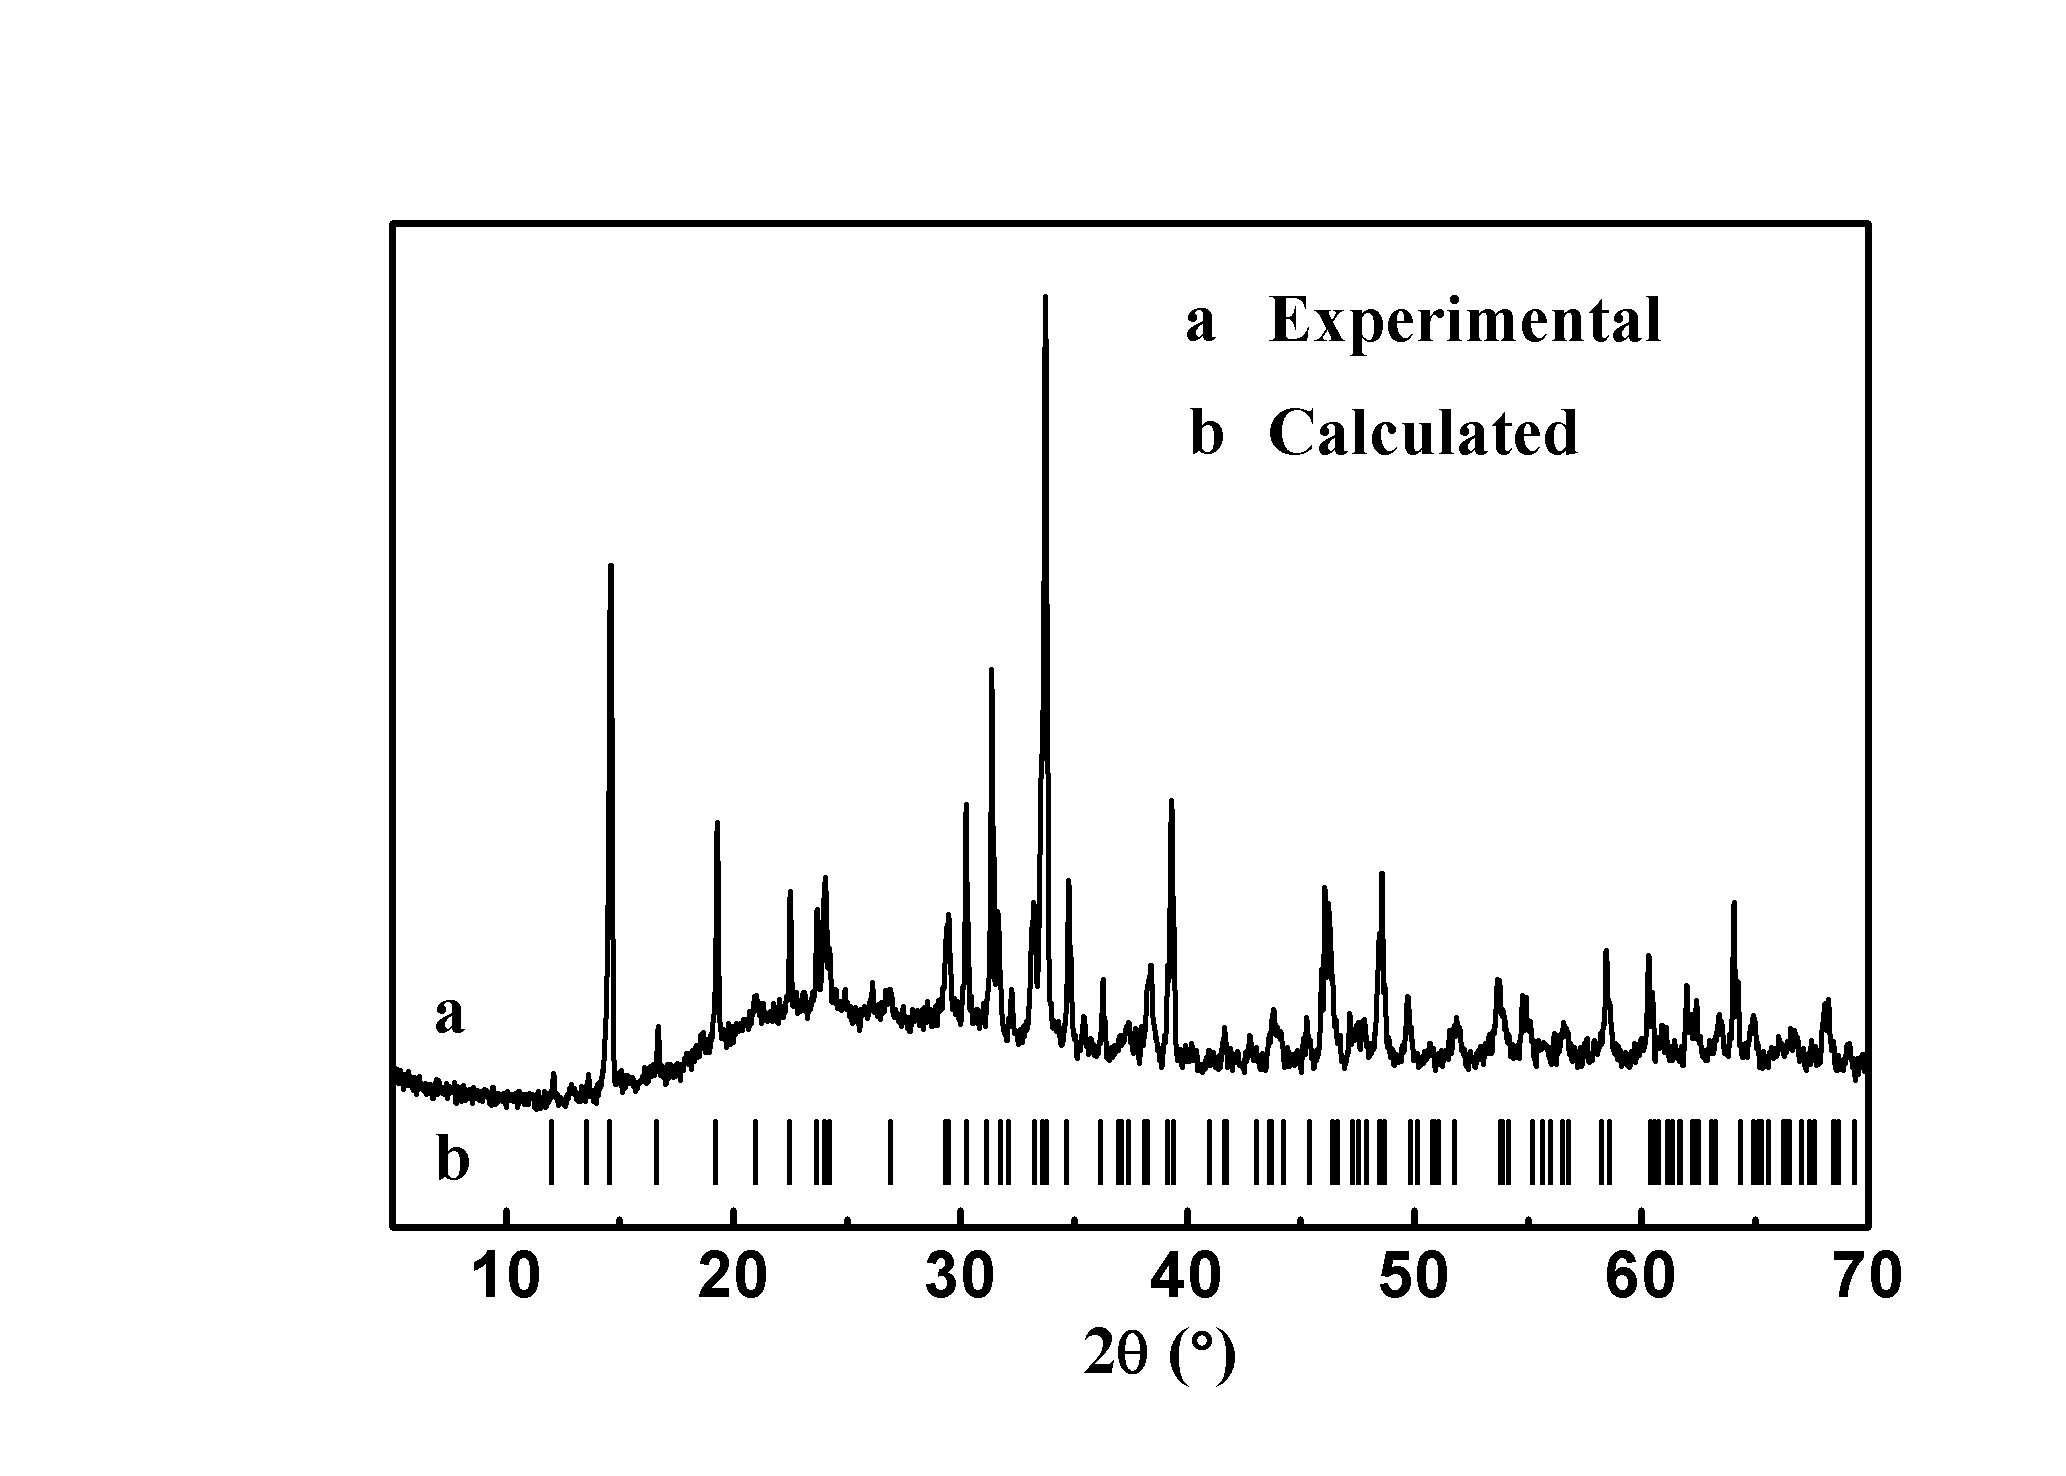 a Experimental
b Calculated
a
b
10 20 30 40 50 60 70
2θ (°)